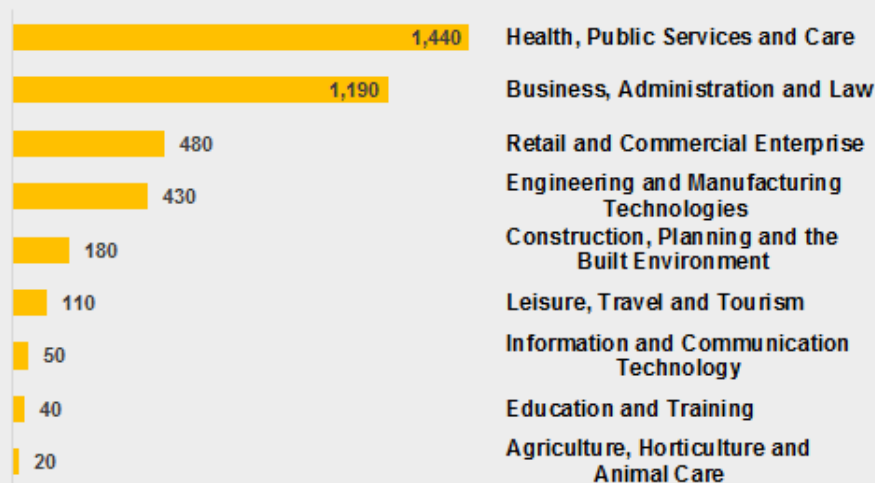 1,440 Health, Public Services and Care
1,190 Business, Administration and Law
480 Retail and Commercial Enterprise
430 Engineering and Manufacturing
Technologies
180 Construction, Planning and the
Built Environment
110 Leisure, Travel and Tourism
50 Information and Communication
Technology
40 Education and Training
20 Agriculture, Horticulture and
Animal Care